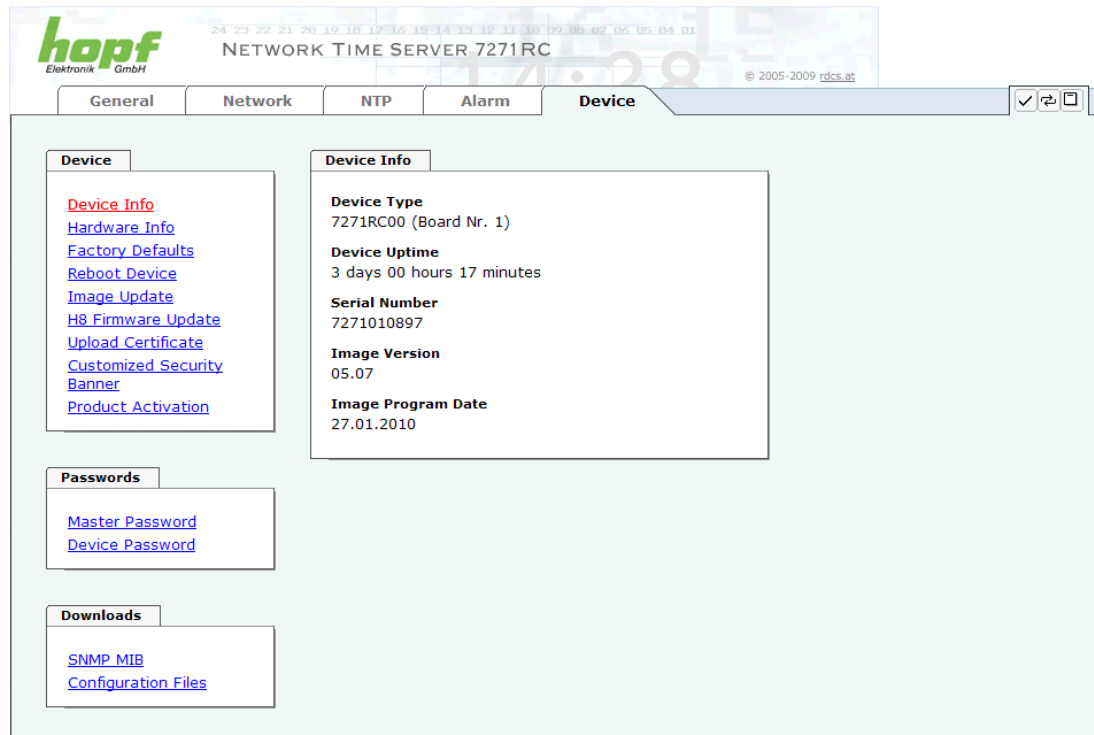 hopf
Elektronik GmbH
24 23 22 21 20 19 18 17 16 15 14 13 12 11 10 09 08 07 06 05 04 01
NETWORK TIME SERVER 7271RC
14:28
© 2005-2009 rdcs.at
General Network NTP Alarm Device
Device
Device Info
Hardware Info
Factory Defaults
Reboot Device
Image Update
H8 Firmware Update
Upload Certificate
Customized Security
Banner
Product Activation
Passwords
Master Password
Device Password
Downloads
SNMP MIB
Configuration Files
Device Info
Device Type
7271RC00 (Board Nr. 1)
Device Uptime
3 days 00 hours 17 minutes
Serial Number
7271010897
Image Version
05.07
Image Program Date
27.01.2010